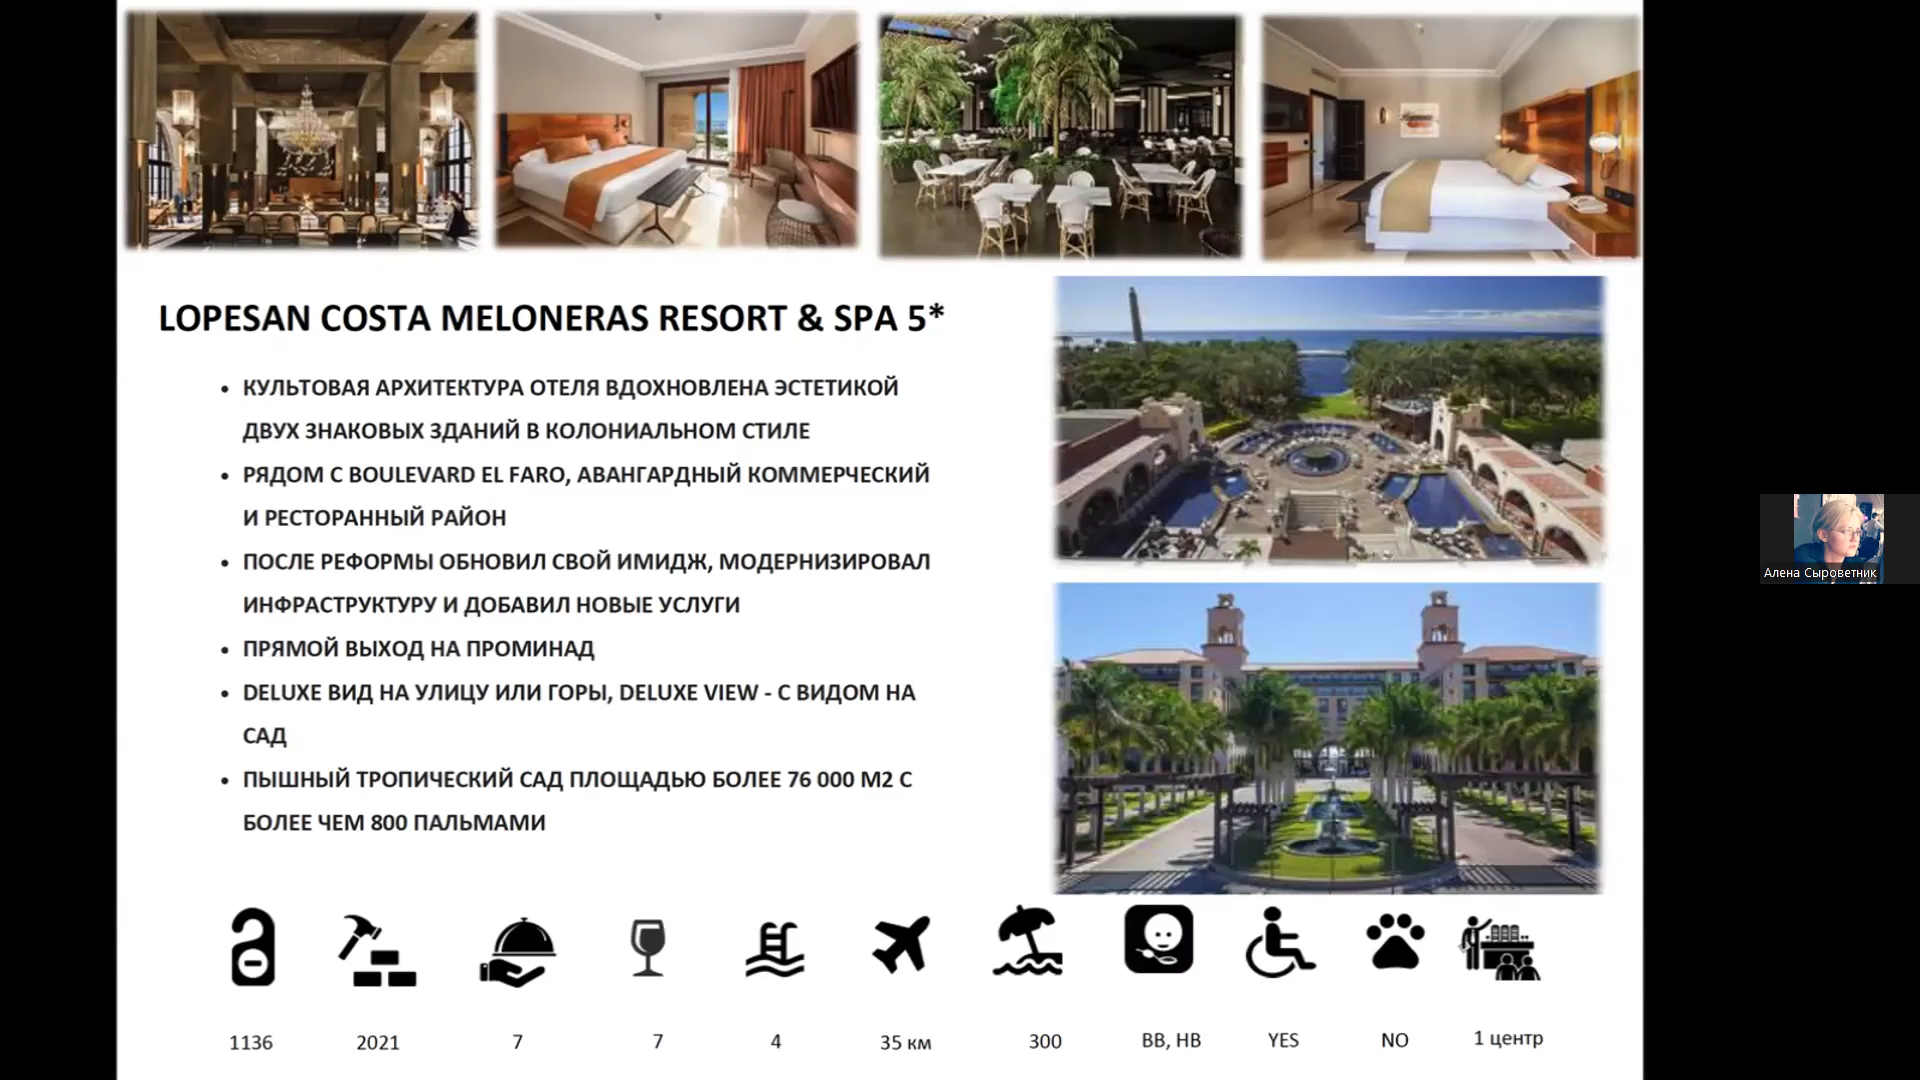 LOPESAN COSTA MELONERAS RESORT & SPA 5*
• КУЛЬТОВАЯ АРХИТЕКТУРА ОТЕЛЯ ВДОХНОВЛЕНА ЭСТЕТИКОЙ
ДВУХ ЗНАКОВЫХ ЗДАНИЙ В КОЛОНИАЛЬНОМ СТИЛЕ
• РЯДОМ С BOULEVARD EL FARO, АВАНГАРДНЫЙ КОММЕРЧЕСКИЙ
И РЕСТОРАННЫЙ РАЙОН
• ПОСЛЕ РЕФОРМЫ ОБНОВИЛ СВОЙ ИМИДЖ, МОДЕРНИЗИРОВАЛ
ИНФРАСТРУКТУРУ И ДОБАВИЛ НОВЫЕ УСЛУГИ
• ПРЯМОЙ ВЫХОД НА ПРОМИНАД
• DELUXE ВИД НА УЛИЦУ ИЛИ ГОРЫ, DELUXE VIEW - С ВИДОМ НА
САД
• ПЫШНЫЙ ТРОПИЧЕСКИЙ САД ПЛОЩАДЬЮ БОЛЕЕ 76 000 М2 С
БОЛЕЕ ЧЕМ 800 ПАЛЬМАМИ
1136 2021 7 7 4 35 км 300 BB, HB YES NO 1 центр
Алена Сыроветник